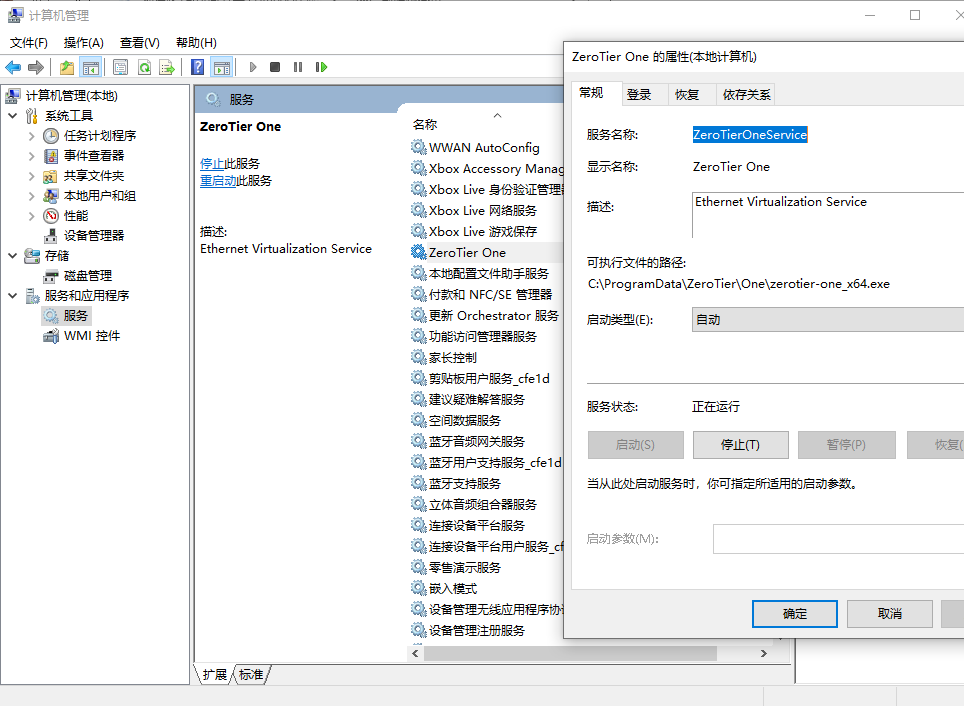 计算机管理
文件(F) 操作(A) 查看(V) 帮助(H)
计算机管理(本地)
系统工具
任务计划程序
事件查看器
共享文件夹
本地用户和组
性能
设备管理器
存储
磁盘管理
服务和应用程序
服务
WMI 控件
服务
ZeroTier One
停止此服务
重启动此服务
描述:
Ethernet Virtualization Service
名称
WWAN AutoConfig
Xbox Accessory Manag
Xbox Live 身份验证管理器
Xbox Live 网络服务
Xbox Live 游戏保存
ZeroTier One
本地配置文件助手服务
付款和 NFC/SE 管理器
更新 Orchestrator 服务
功能访问管理器服务
家长控制
剪贴板用户服务_cfe1d
建议疑难解答服务
空间数据服务
蓝牙音频网关服务
蓝牙用户支持服务_cfe1d
蓝牙支持服务
立体音频组合器服务
连接设备平台服务
连接设备平台用户服务_cf
零售演示服务
嵌入模式
设备管理无线应用程序协议
设备管理注册服务
扩展 标准
ZeroTier One 的属性(本地计算机)
常规 登录 恢复 依存关系
服务名称: ZeroTierOneService
显示名称: ZeroTier One
描述: Ethernet Virtualization Service
可执行文件的路径:
C:\ProgramData\ZeroTier\One\zerotier-one_x64.exe
启动类型(E): 自动
服务状态: 正在运行
启动(S) 停止(T) 暂停(P) 恢复(
当从此处启动服务时，你可指定所适用的启动参数。
启动参数(M):
确定 取消